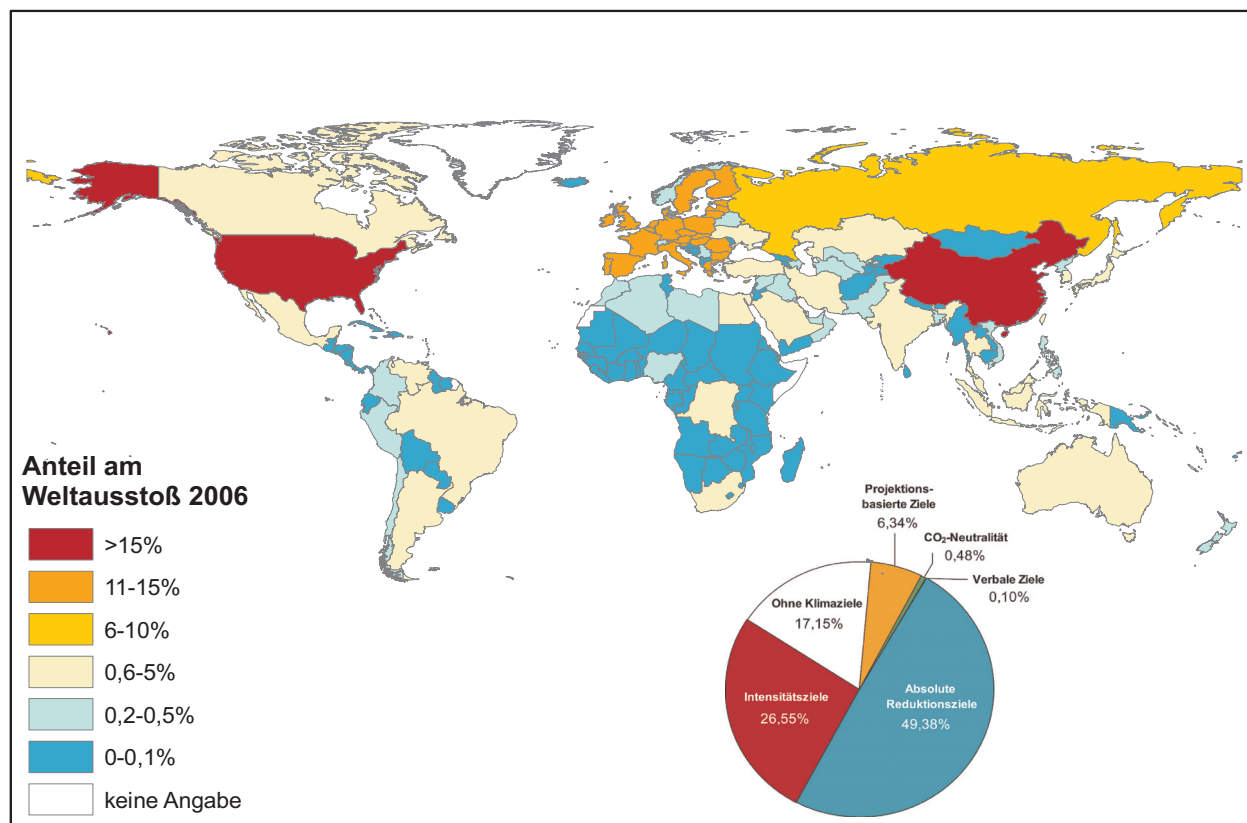 Anteil am
Weltausstoß 2006
>15%
11-15%
6-10%
0,6-5%
0,2-0,5%
0-0,1%
keine Angabe
Projektions-
basierte Ziele
6,34%
CO₂-Neutralität
0,48%
Verbale Ziele
0,10%
Ohne Klimaziele
17,15%
Intensitätsziele
26,55%
Absolute
Reduktionsziele
49,38%